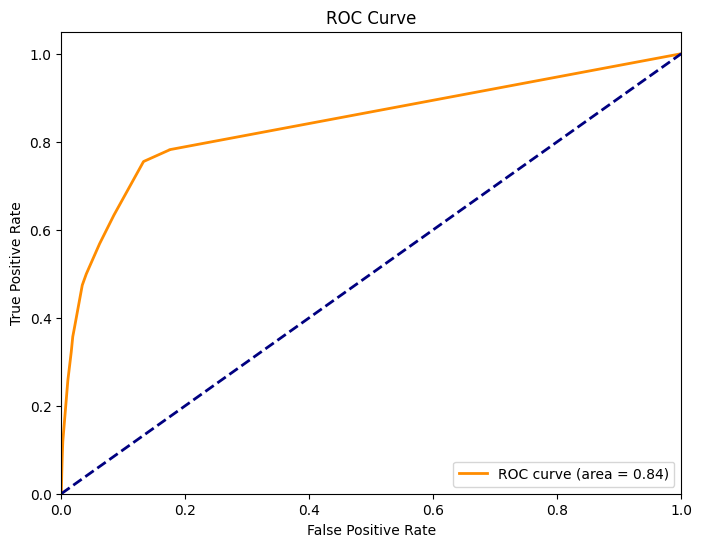 ROC Curve
True Positive Rate
1.0
0.8
0.6
0.4
0.2
0.0
ROC curve (area = 0.84)
0.0 0.2 0.4 0.6 0.8 1.0
False Positive Rate